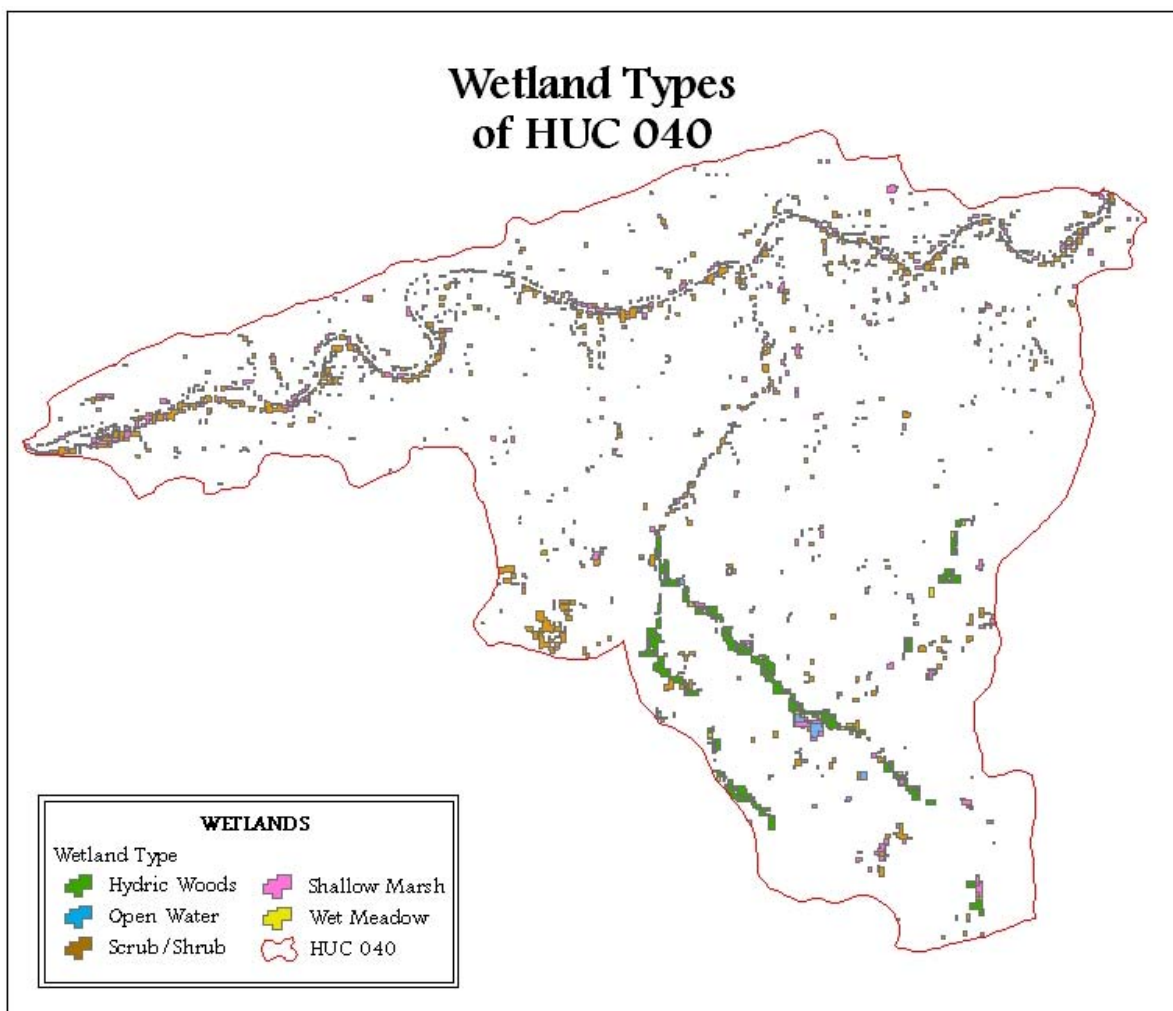 Wetland Types
of HUC 040
WETLANDS
Wetland Type
Hydric Woods
Open Water
Scrub/Shrub
Shallow Marsh
Wet Meadow
HUC 040